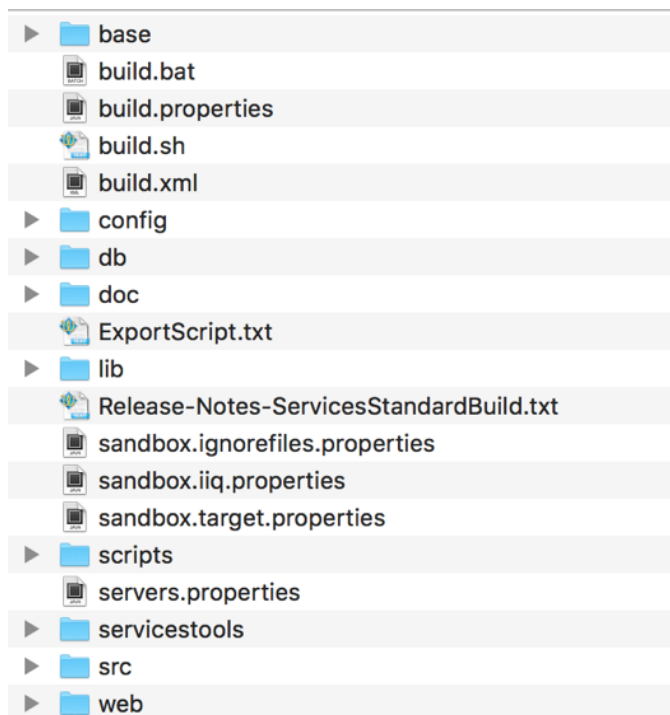 base
build.bat
build.properties
build.sh
build.xml
config
db
doc
ExportScript.txt
lib
Release-Notes-ServicesStandardBuild.txt
sandbox.ignorefiles.properties
sandbox.iiq.properties
sandbox.target.properties
scripts
servers.properties
servicestools
src
web